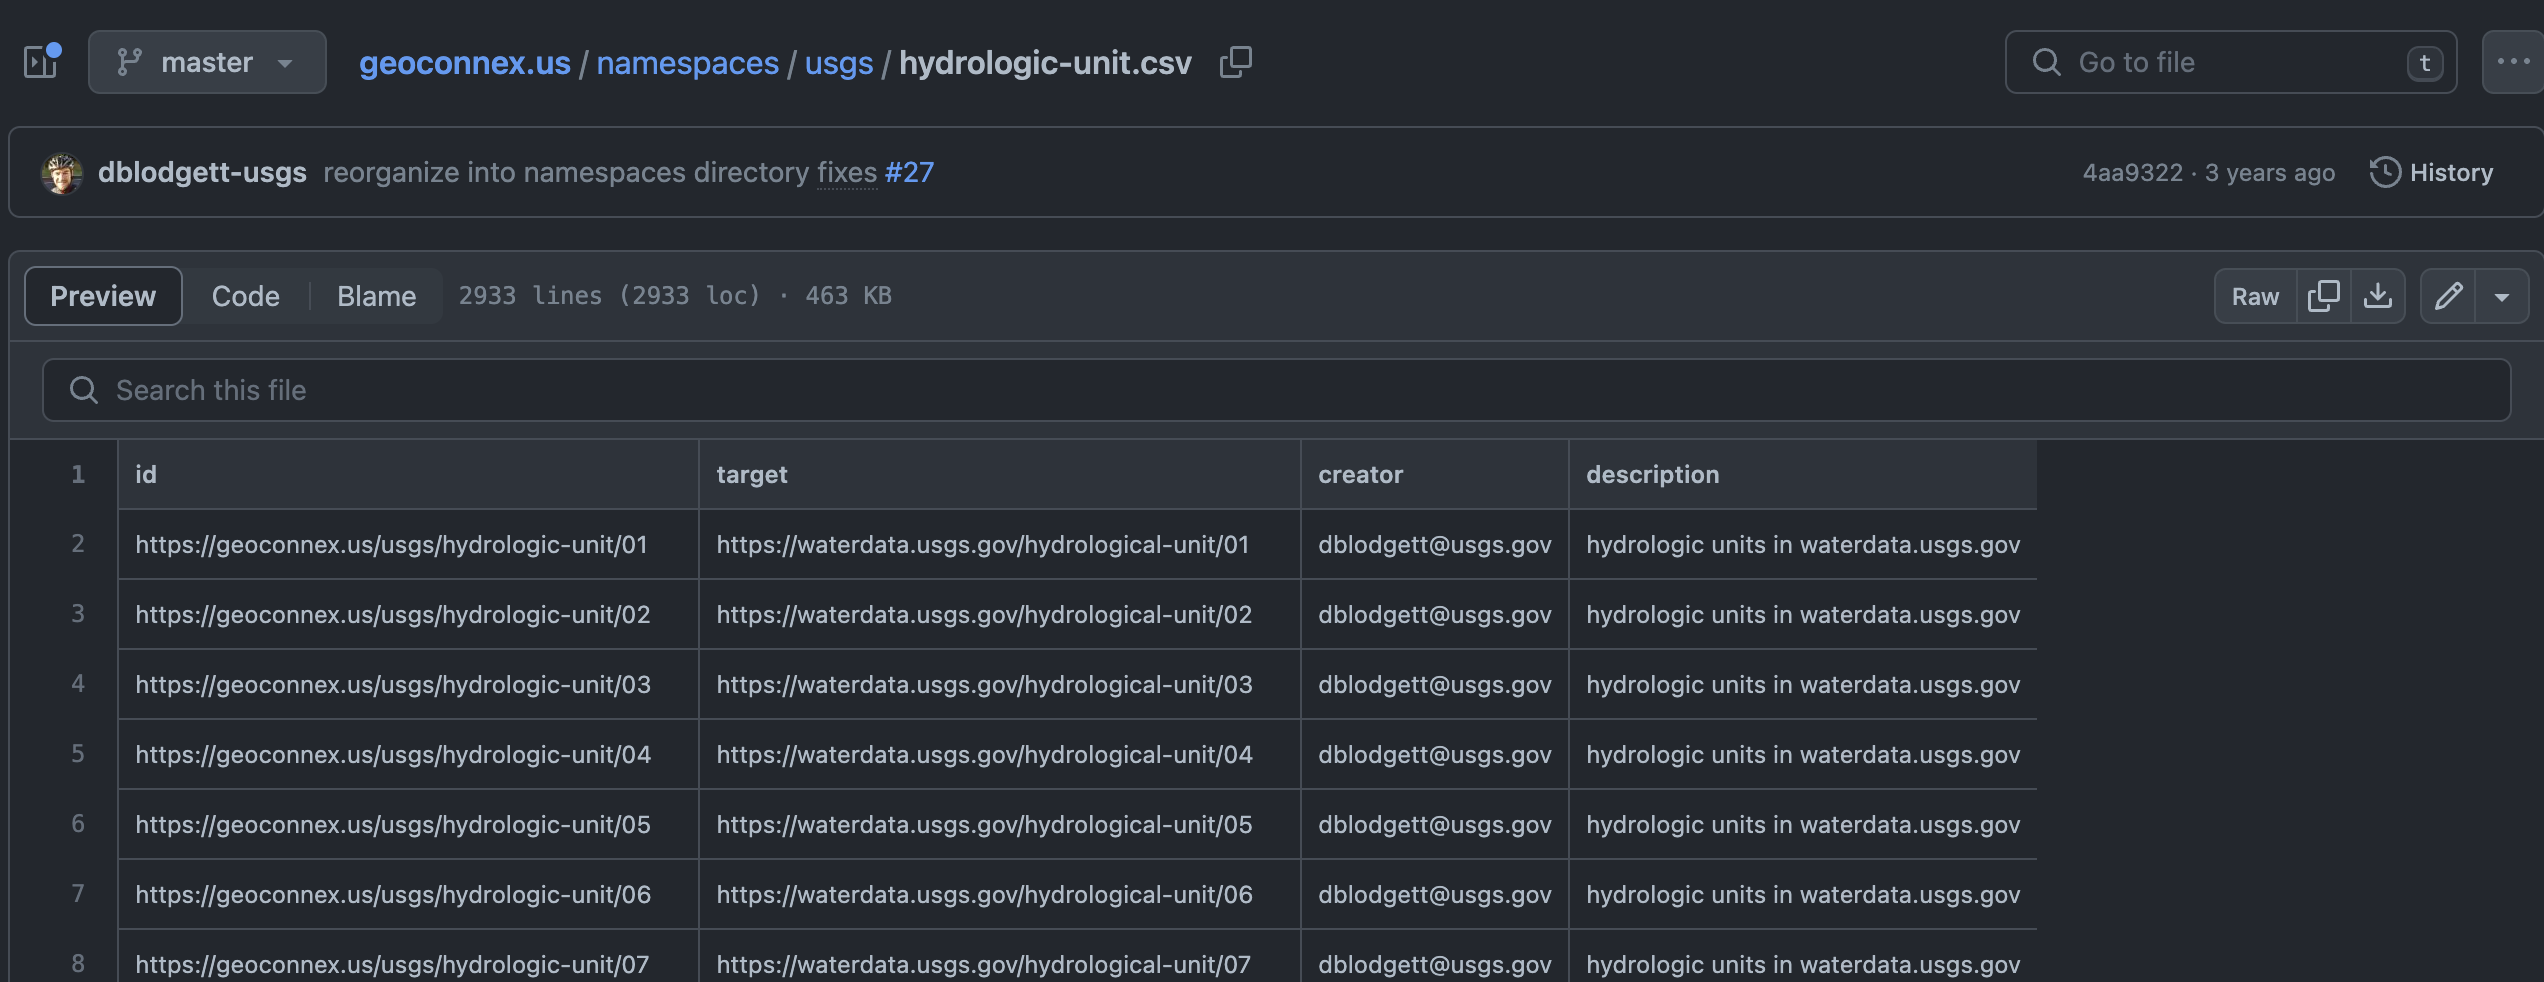 master geoconnex.us / namespaces / usgs / hydrologic-unit.csv Go to file t
dblodgett-usgs reorganize into namespaces directory fixes #27 4aa9322 · 3 years ago History
Preview Code Blame 2933 lines (2933 loc) · 463 KB Raw
Search this file
1 id target creator description
2 https://geoconnex.us/usgs/hydrologic-unit/01 https://waterdata.usgs.gov/hydrological-unit/01 dblodgett@usgs.gov hydrologic units in waterdata.usgs.gov
3 https://geoconnex.us/usgs/hydrologic-unit/02 https://waterdata.usgs.gov/hydrological-unit/02 dblodgett@usgs.gov hydrologic units in waterdata.usgs.gov
4 https://geoconnex.us/usgs/hydrologic-unit/03 https://waterdata.usgs.gov/hydrological-unit/03 dblodgett@usgs.gov hydrologic units in waterdata.usgs.gov
5 https://geoconnex.us/usgs/hydrologic-unit/04 https://waterdata.usgs.gov/hydrological-unit/04 dblodgett@usgs.gov hydrologic units in waterdata.usgs.gov
6 https://geoconnex.us/usgs/hydrologic-unit/05 https://waterdata.usgs.gov/hydrological-unit/05 dblodgett@usgs.gov hydrologic units in waterdata.usgs.gov
7 https://geoconnex.us/usgs/hydrologic-unit/06 https://waterdata.usgs.gov/hydrological-unit/06 dblodgett@usgs.gov hydrologic units in waterdata.usgs.gov
8 https://geoconnex.us/usgs/hydrologic-unit/07 https://waterdata.usgs.gov/hydrological-unit/07 dblodgett@usgs.gov hydrologic units in waterdata.usgs.gov